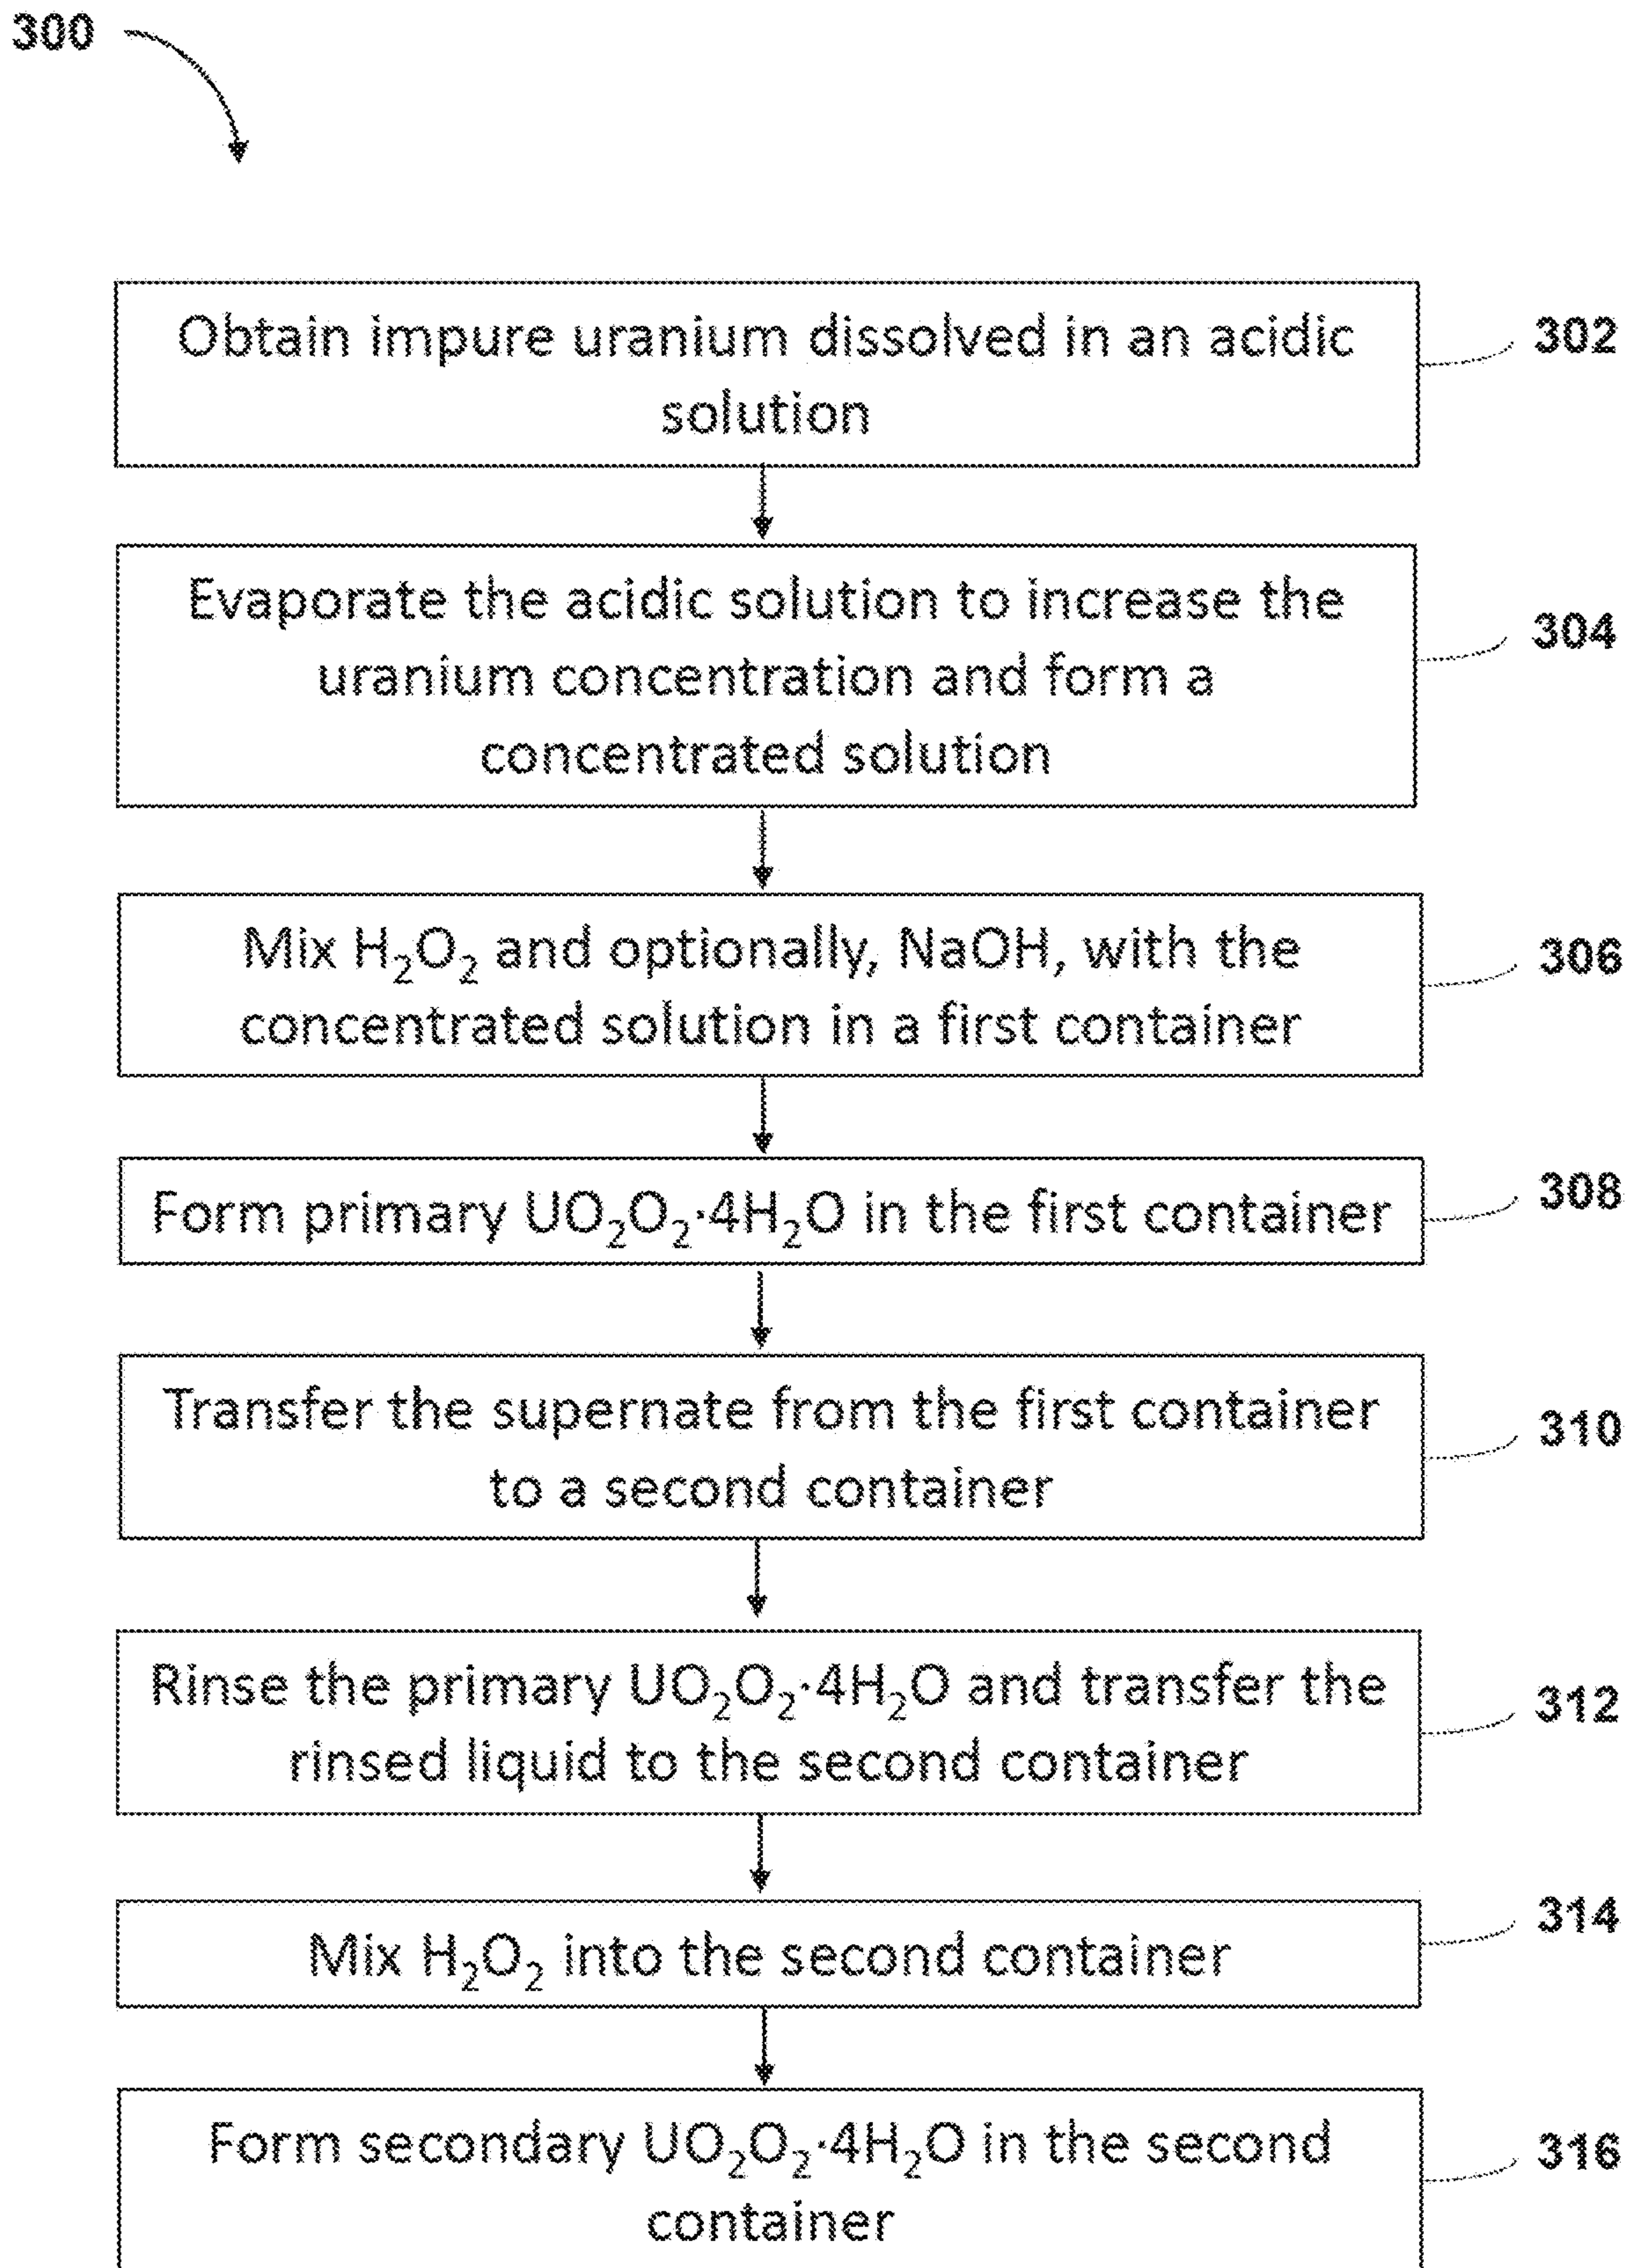 300
Obtain impure uranium dissolved in an acidic
solution
302
Evaporate the acidic solution to increase the
uranium concentration and form a
concentrated solution
304
Mix H₂O₂ and optionally, NaOH, with the
concentrated solution in a first container
306
Form primary UO₂O₂·4H₂O in the first container
308
Transfer the supernate from the first container
to a second container
310
Rinse the primary UO₂O₂·4H₂O and transfer the
rinsed liquid to the second container
312
Mix H₂O₂ into the second container
314
Form secondary UO₂O₂·4H₂O in the second
container
316